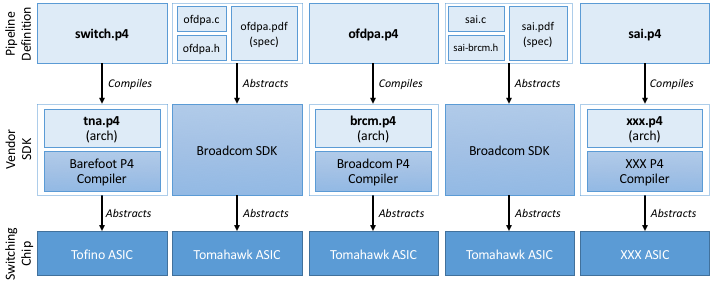 Pipeline
Definition
switch.p4
ofdpa.c
ofdpa.h
ofdpa.pdf
(spec)
ofdpa.p4
sai.c
sai-brcm.h
sai.pdf
(spec)
sai.p4
Compiles
Abstracts
Compiles
Abstracts
Compiles
Vendor
SDK
tna.p4
(arch)
Barefoot P4
Compiler
Broadcom SDK
brcm.p4
(arch)
Broadcom P4
Compiler
Broadcom SDK
xxx.p4
(arch)
XXX P4
Compiler
Abstracts
Abstracts
Abstracts
Abstracts
Abstracts
Switching
Chip
Tofino ASIC
Tomahawk ASIC
Tomahawk ASIC
Tomahawk ASIC
XXX ASIC